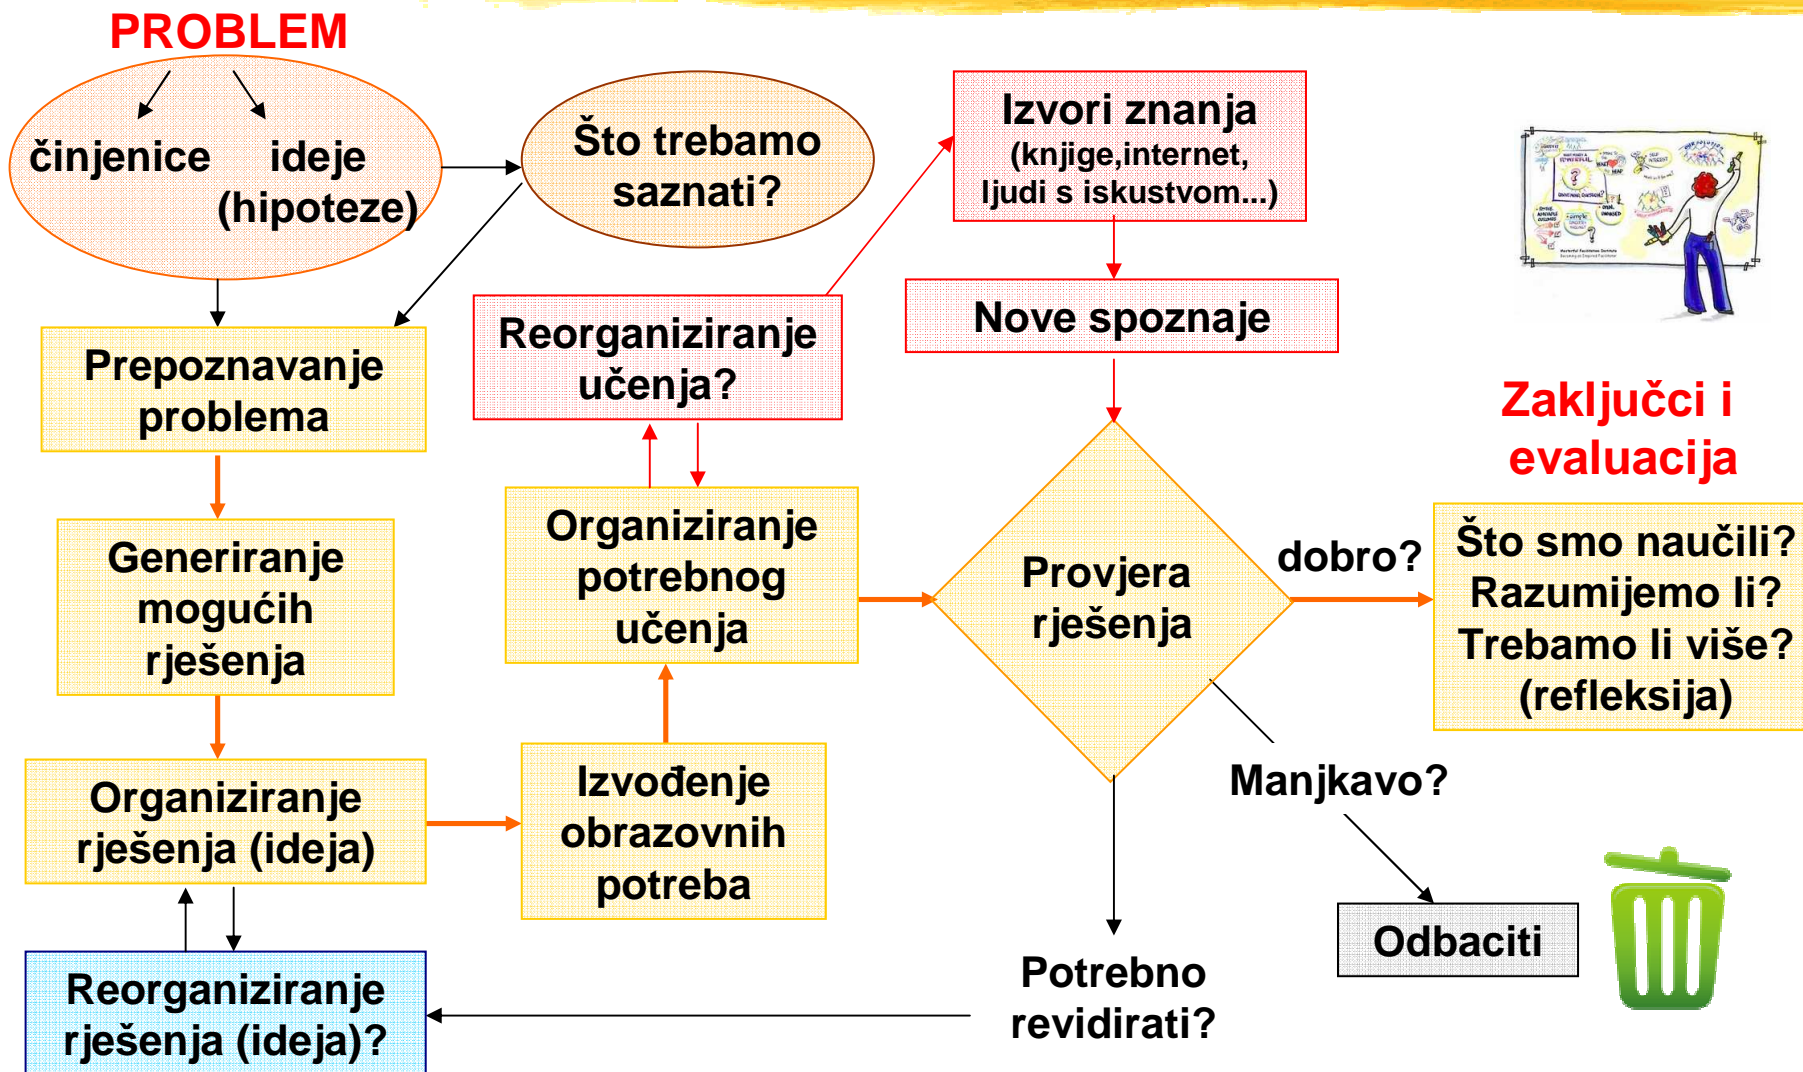 PROBLEM
činjenice
ideje
(hipoteze)
Što trebamo
saznati?
Izvori znanja
(knjige,internet,
ljudi s iskustvom...)
Nove spoznaje
Reorganiziranje
učenja?
Prepoznavanje
problema
Zaključci i
evaluacija
Generiranje
mogućih
rješenja
Organiziranje
potrebnog
učenja
Provjera
rješenja
dobro?
Što smo naučili?
Razumijemo li?
Trebamo li više?
(refleksija)
Organiziranje
rješenja (ideja)
Izvođenje
obrazovnih
potreba
Manjkavo?
Odbaciti
Potrebno
revidirati?
Reorganiziranje
rješenja (ideja)?